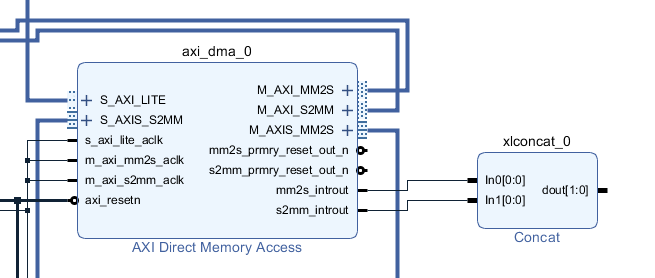 axi_dma_0
S_AXI_LITE
S_AXIS_S2MM
s_axi_lite_aclk
m_axi_mm2s_aclk
m_axi_s2mm_aclk
axi_resetn
M_AXI_MM2S
M_AXI_S2MM
M_AXIS_MM2S
mm2s_prmry_reset_out_n
s2mm_prmry_reset_out_n
mm2s_introut
s2mm_introut
AXI Direct Memory Access
xlconcat_0
In0[0:0]
In1[0:0]
dout[1:0]
Concat